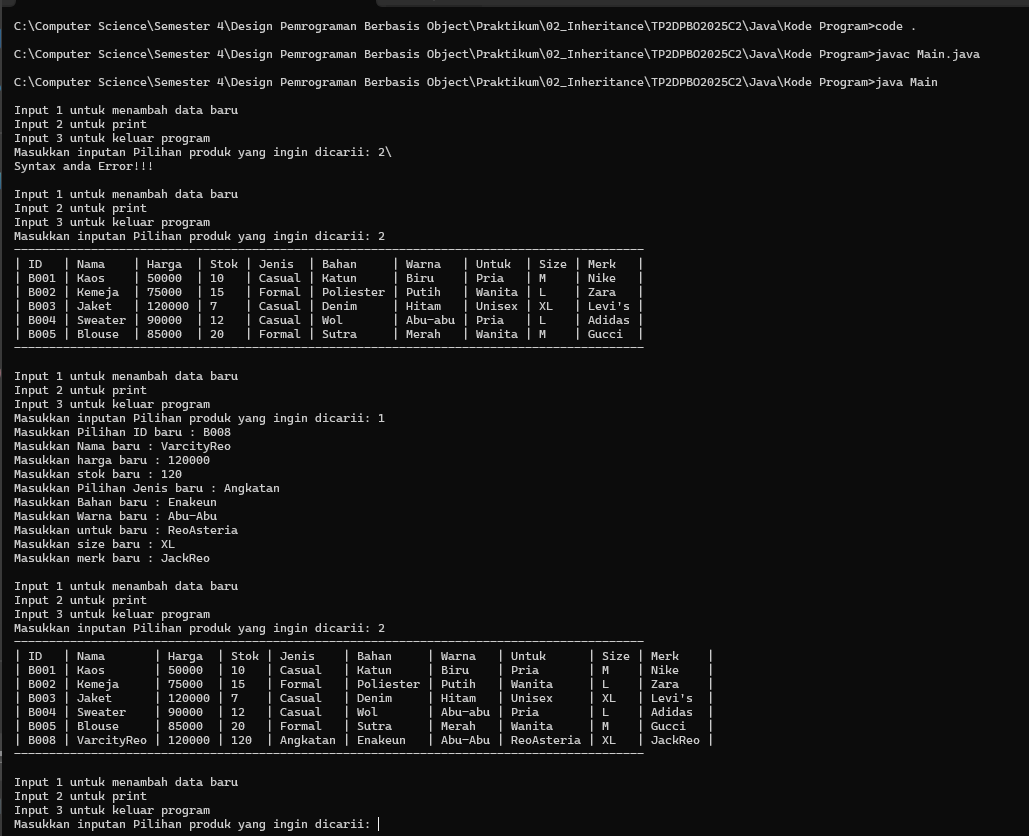 C:\Computer Science\Semester 4\Design Pemrograman Berbasis Object\Praktikum\02_Inheritance\TP2DPBO2025C2\Java\Kode Program>code .
C:\Computer Science\Semester 4\Design Pemrograman Berbasis Object\Praktikum\02_Inheritance\TP2DPBO2025C2\Java\Kode Program>javac Main.java
C:\Computer Science\Semester 4\Design Pemrograman Berbasis Object\Praktikum\02_Inheritance\TP2DPBO2025C2\Java\Kode Program>java Main
Input 1 untuk menambah data baru
Input 2 untuk print
Input 3 untuk keluar program
Masukkan inputan Pilihan produk yang ingin dicarii: 2\
Syntax anda Error!!!
Input 1 untuk menambah data baru
Input 2 untuk print
Input 3 untuk keluar program
Masukkan inputan Pilihan produk yang ingin dicarii: 2
| ID   | Nama    | Harga  | Stok | Jenis  | Bahan     | Warna   | Untuk  | Size | Merk   |
| B001 | Kaos    | 50000  | 10   | Casual | Katun     | Biru    | Pria   | M    | Nike   |
| B002 | Kemeja  | 75000  | 15   | Formal | Poliester | Putih   | Wanita | L    | Zara   |
| B003 | Jaket   | 120000 | 7    | Casual | Denim     | Hitam   | Unisex | XL   | Levi's |
| B004 | Sweater | 90000  | 12   | Casual | Wol       | Abu-abu | Pria   | L    | Adidas |
| B005 | Blouse  | 85000  | 20   | Formal | Sutra     | Merah   | Wanita | M    | Gucci  |
Input 1 untuk menambah data baru
Input 2 untuk print
Input 3 untuk keluar program
Masukkan inputan Pilihan produk yang ingin dicarii: 1
Masukkan Pilihan ID baru : B008
Masukkan Nama baru : VarcityReo
Masukkan harga baru : 120000
Masukkan stok baru : 120
Masukkan Pilihan Jenis baru : Angkatan
Masukkan Bahan baru : Enakeun
Masukkan Warna baru : Abu-Abu
Masukkan untuk baru : ReoAsteria
Masukkan size baru : XL
Masukkan merk baru : JackReo
Input 1 untuk menambah data baru
Input 2 untuk print
Input 3 untuk keluar program
Masukkan inputan Pilihan produk yang ingin dicarii: 2
| ID   | Nama       | Harga  | Stok | Jenis    | Bahan     | Warna   | Untuk      | Size | Merk    |
| B001 | Kaos       | 50000  | 10   | Casual   | Katun     | Biru    | Pria       | M    | Nike    |
| B002 | Kemeja     | 75000  | 15   | Formal   | Poliester | Putih   | Wanita     | L    | Zara    |
| B003 | Jaket      | 120000 | 7    | Casual   | Denim     | Hitam   | Unisex     | XL   | Levi's  |
| B004 | Sweater    | 90000  | 12   | Casual   | Wol       | Abu-abu | Pria       | L    | Adidas  |
| B005 | Blouse     | 85000  | 20   | Formal   | Sutra     | Merah   | Wanita     | M    | Gucci   |
| B008 | VarcityReo | 120000 | 120  | Angkatan | Enakeun   | Abu-Abu | ReoAsteria | XL   | JackReo |
Input 1 untuk menambah data baru
Input 2 untuk print
Input 3 untuk keluar program
Masukkan inputan Pilihan produk yang ingin dicarii: